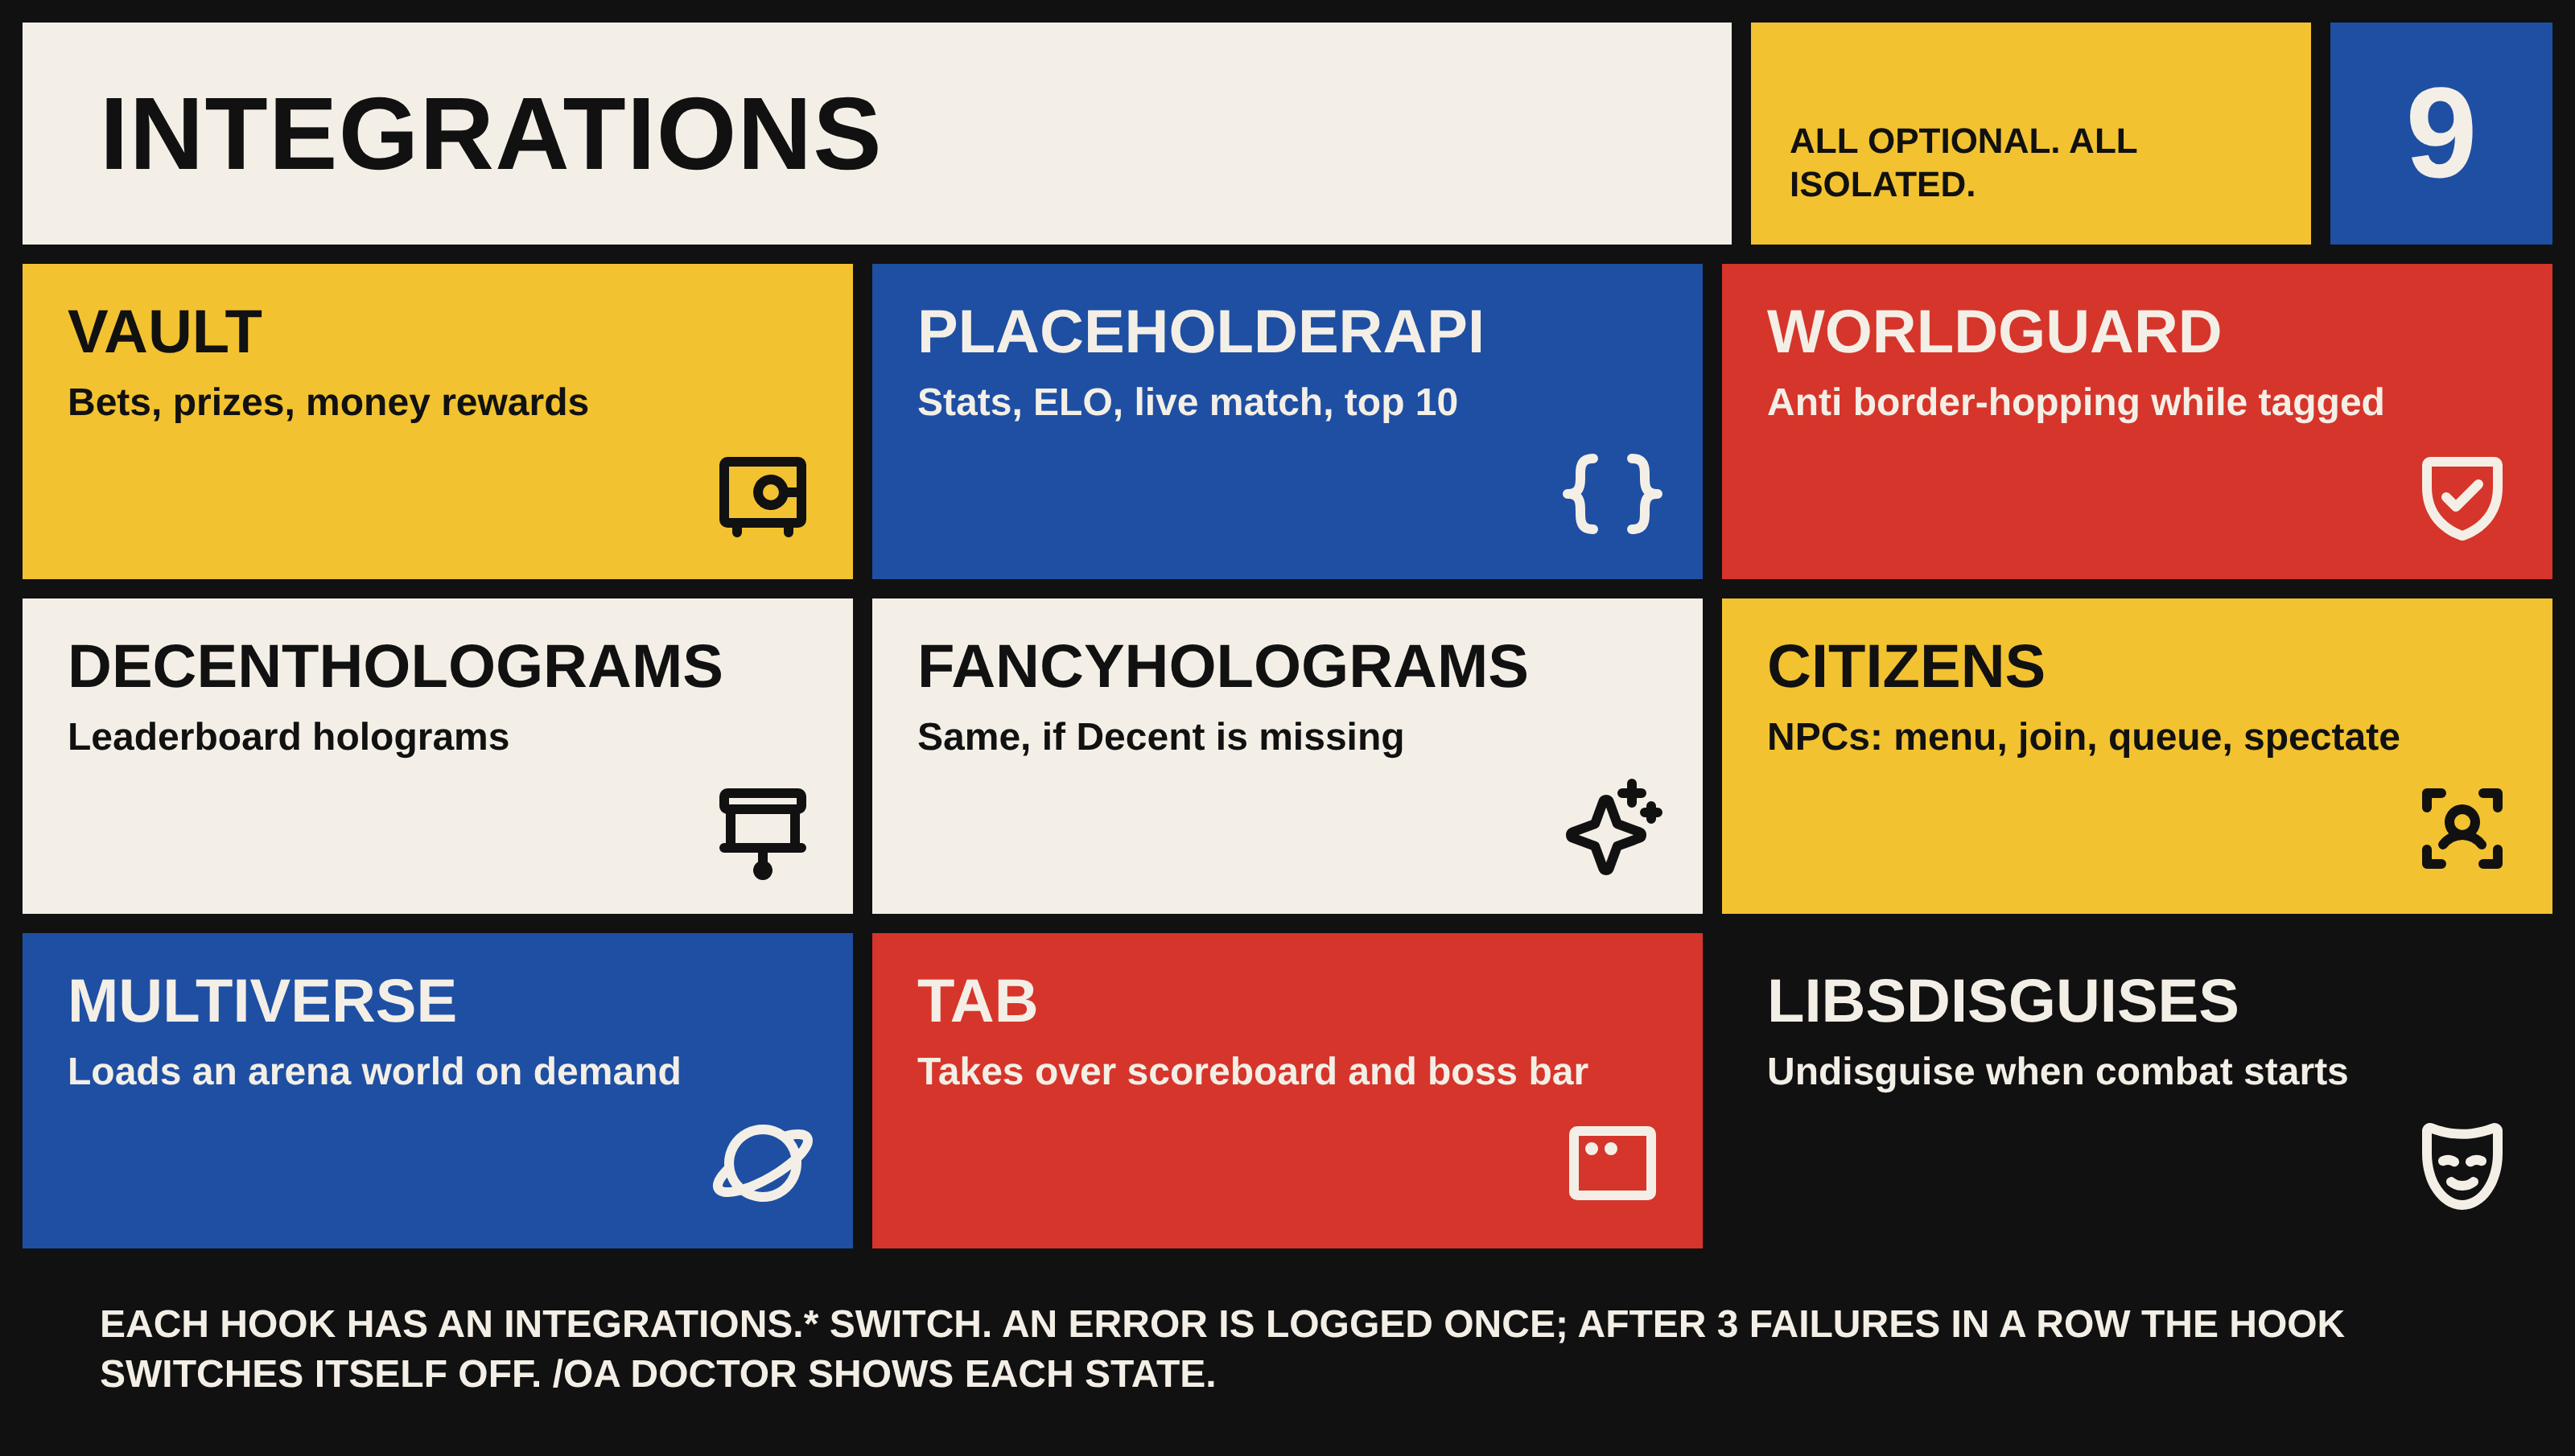 INTEGRATIONS
ALL OPTIONAL. ALL
ISOLATED.
9
VAULT
Bets, prizes, money rewards
PLACEHOLDERAPI
Stats, ELO, live match, top 10
WORLDGUARD
Anti border-hopping while tagged
DECENTHOLOGRAMS
Leaderboard holograms
FANCYHOLOGRAMS
Same, if Decent is missing
CITIZENS
NPCs: menu, join, queue, spectate
MULTIVERSE
Loads an arena world on demand
TAB
Takes over scoreboard and boss bar
LIBSDISGUISES
Undisguise when combat starts
EACH HOOK HAS AN INTEGRATIONS.* SWITCH. AN ERROR IS LOGGED ONCE; AFTER 3 FAILURES IN A ROW THE HOOK
SWITCHES ITSELF OFF. /OA DOCTOR SHOWS EACH STATE.